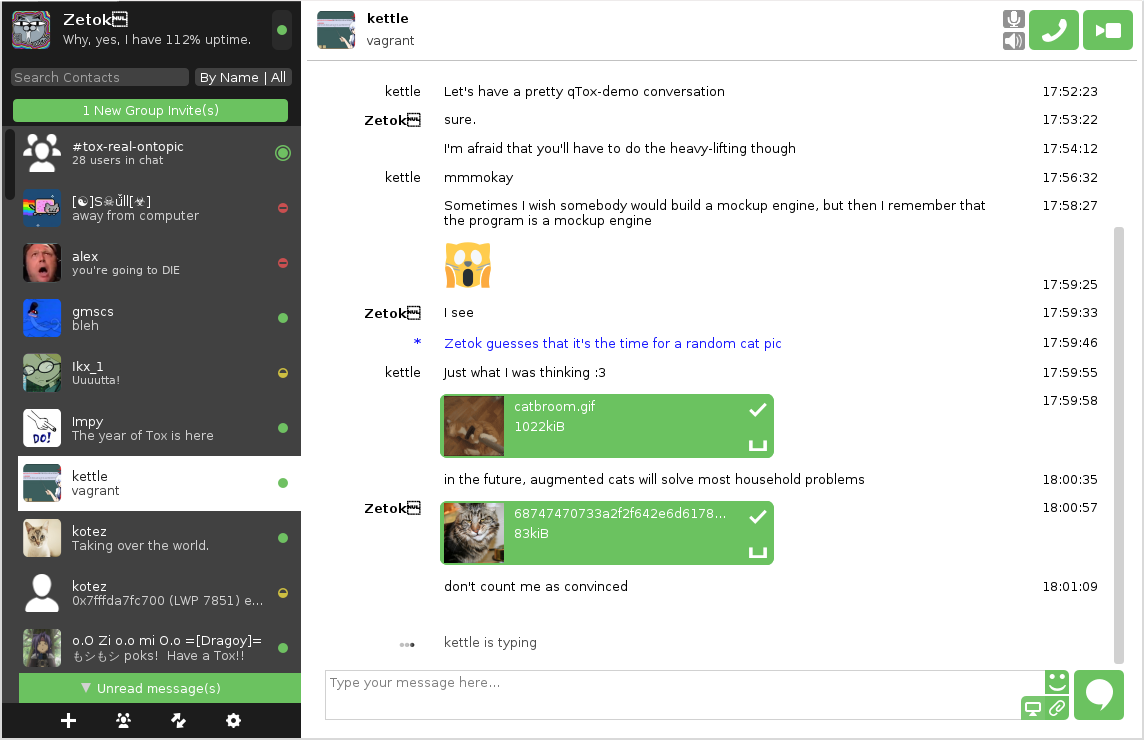 Zetok␤
Why, yes, I have 112% uptime.
Search Contacts
By Name | All
1 New Group Invite(s)
#tox-real-ontopic
28 users in chat
[☯]S☠ǘll[☣]
away from computer
alex
you're going to DIE
gmscs
bleh
Ikx_1
Uuuutta!
Impy
DO!
The year of Tox is here
kettle
vagrant
kotez
Taking over the world.
kotez
0x7fffda7fc700 (LWP 7851) e...
o.O Zi o.o mi O.o =[Dragoy]=
もシもシ poks!  Have a Tox!!
▼ Unread message(s)
kettle
vagrant
kettle Let's have a pretty qTox-demo conversation 17:52:23
Zetok sure. 17:53:22
I'm afraid that you'll have to do the heavy-lifting though 17:54:12
kettle mmmokay 17:56:32
Sometimes I wish somebody would build a mockup engine, but then I remember that 17:58:27
the program is a mockup engine
17:59:25
Zetok I see 17:59:33
* Zetok guesses that it's the time for a random cat pic 17:59:46
kettle Just what I was thinking :3 17:59:55
catbroom.gif 17:59:58
1022kiB
in the future, augmented cats will solve most household problems 18:00:35
Zetok 68747470733a2f2f642e6d6178... 18:00:57
83kiB
don't count me as convinced 18:01:09
kettle is typing
Type your message here...